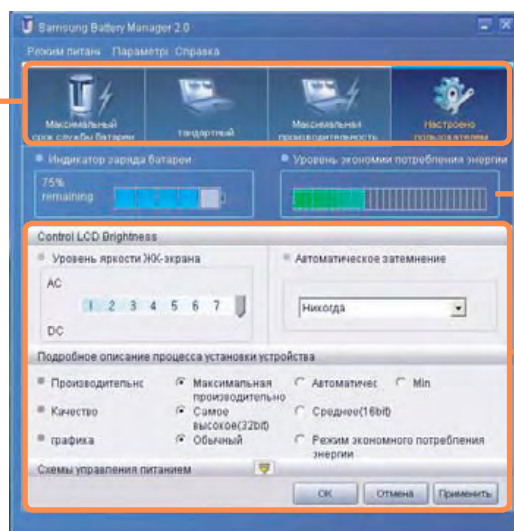 Samsung Battery Manager 2.0
Режим питани Параметрі Справка
Максимальный
срок службы батареи
тандартный
Максимальная
производительность
Настроено
пользователем
Индикатор заряда батареи
Уровень экономии потребления энергии
75%
remaining
Control LCD Brightness
Уровень яркости ЖК-экрана
Автоматическое затемнение
AC
1 2 3 4 5 6 7
Никогда
DC
Подробное описание процесса установки устройства
Производительнс
Максимальная
производительно
Автоматичес
Min
Качество
Самое
высокое(32bit)
Среднее(16bit)
графика
Обычный
Режим экономного потребления
энергии
Схемы управления питанием
OK
Отмена
Применить